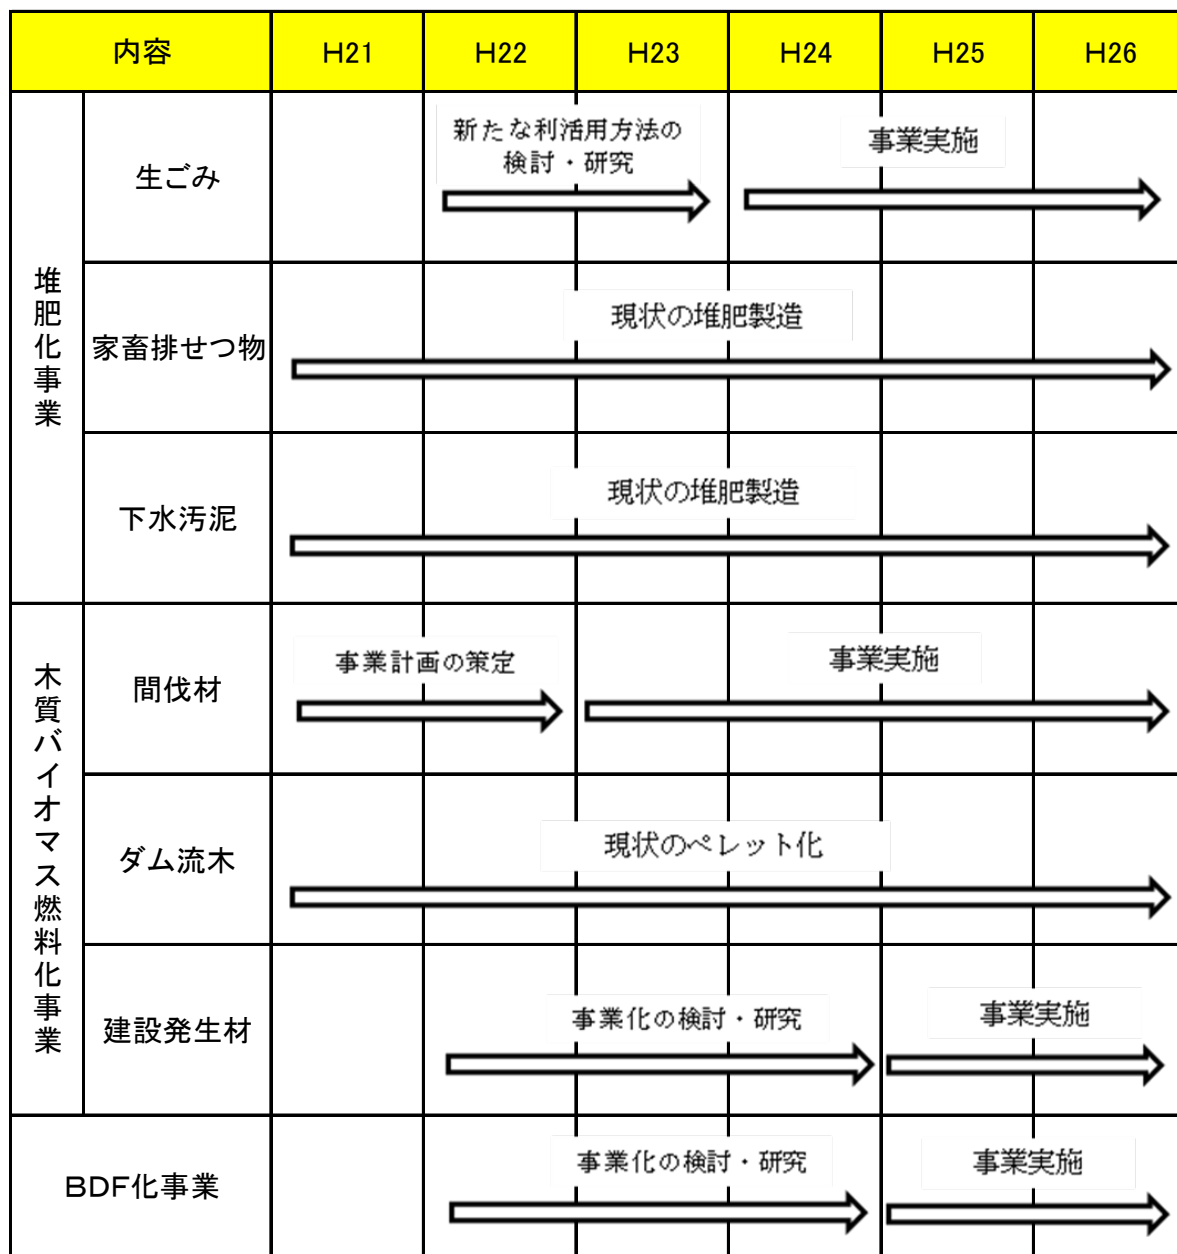 内容 H21 H22 H23 H24 H25 H26
堆肥化事業
生ごみ
新たな利活用方法の
検討・研究
事業実施
家畜排せつ物
現状の堆肥製造
下水汚泥
現状の堆肥製造
木質バイオマス燃料化事業
間伐材
事業計画の策定
事業実施
ダム流木
現状のペレット化
建設発生材
事業化の検討・研究
事業実施
BDF化事業
事業化の検討・研究
事業実施